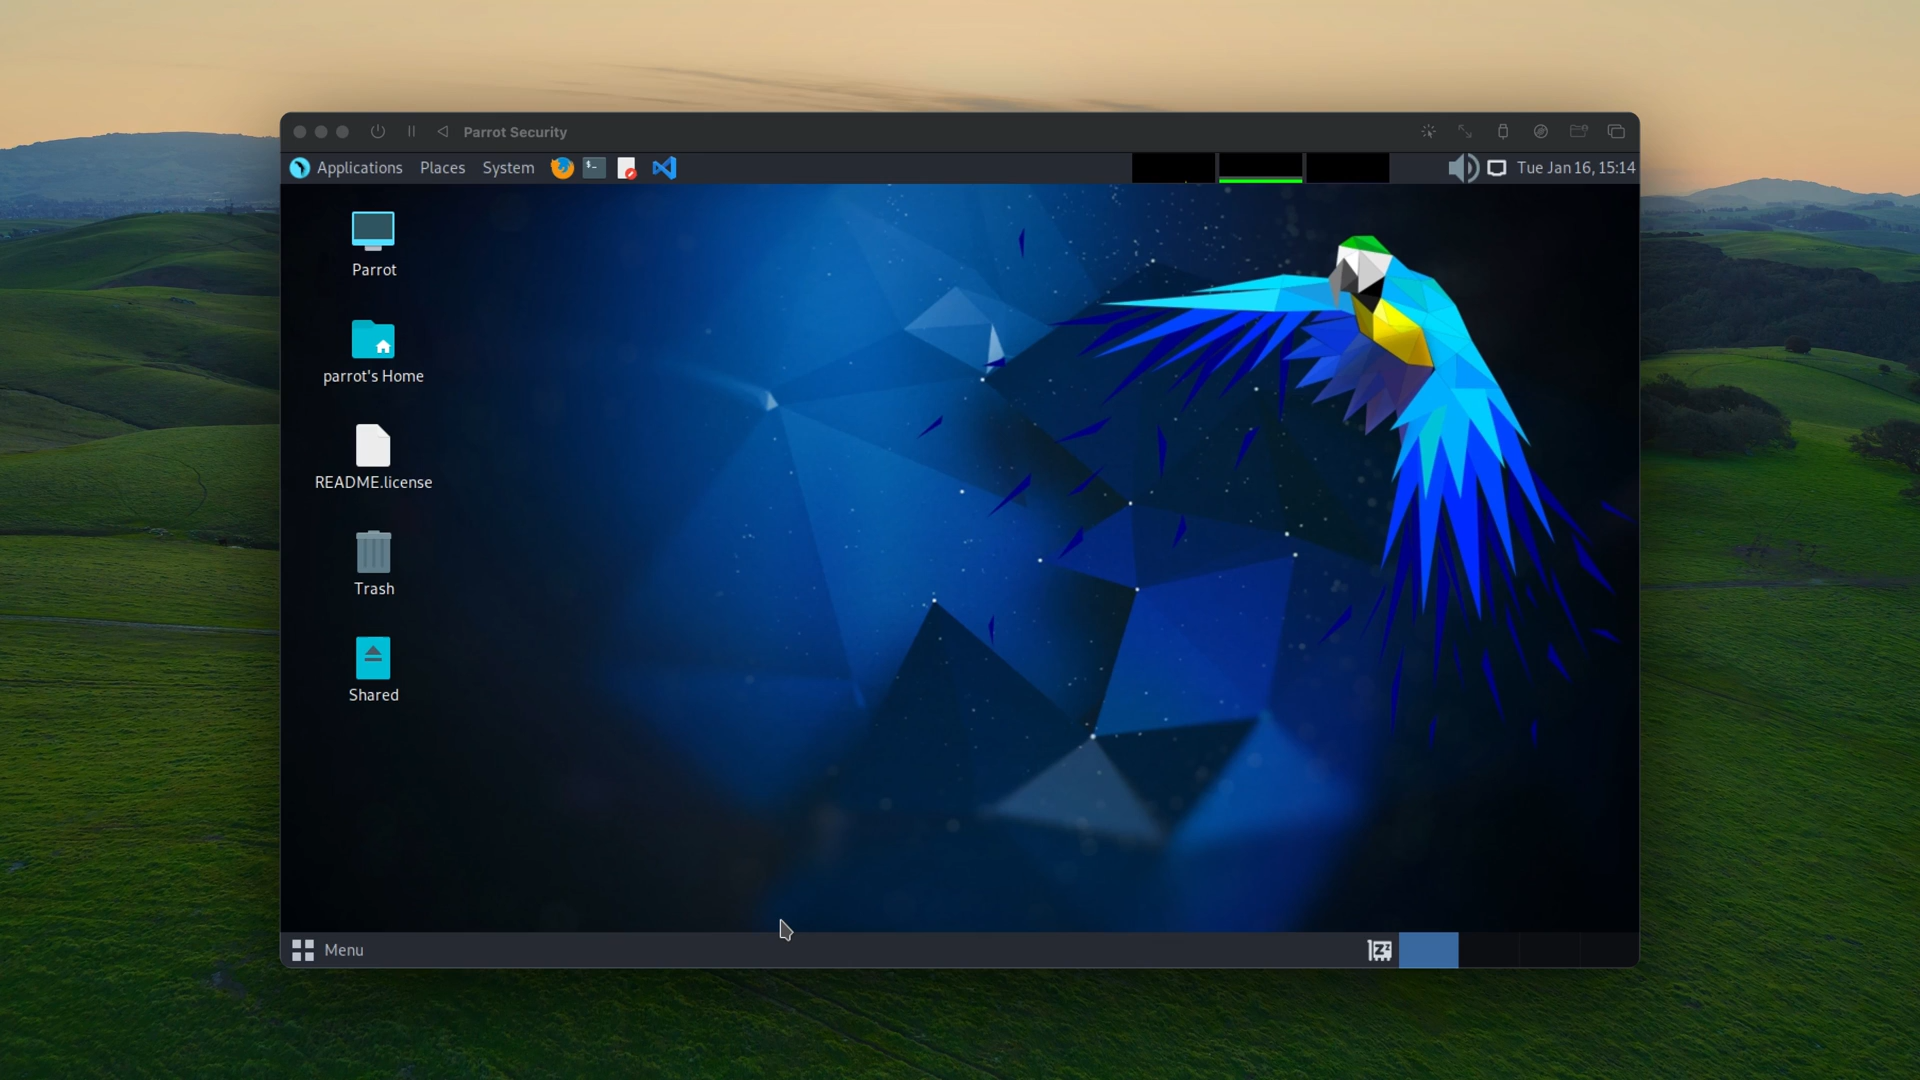 Parrot Security
Applications Places System
Tue Jan 16, 15:14
Parrot
parrot's Home
README.license
Trash
Shared
Menu